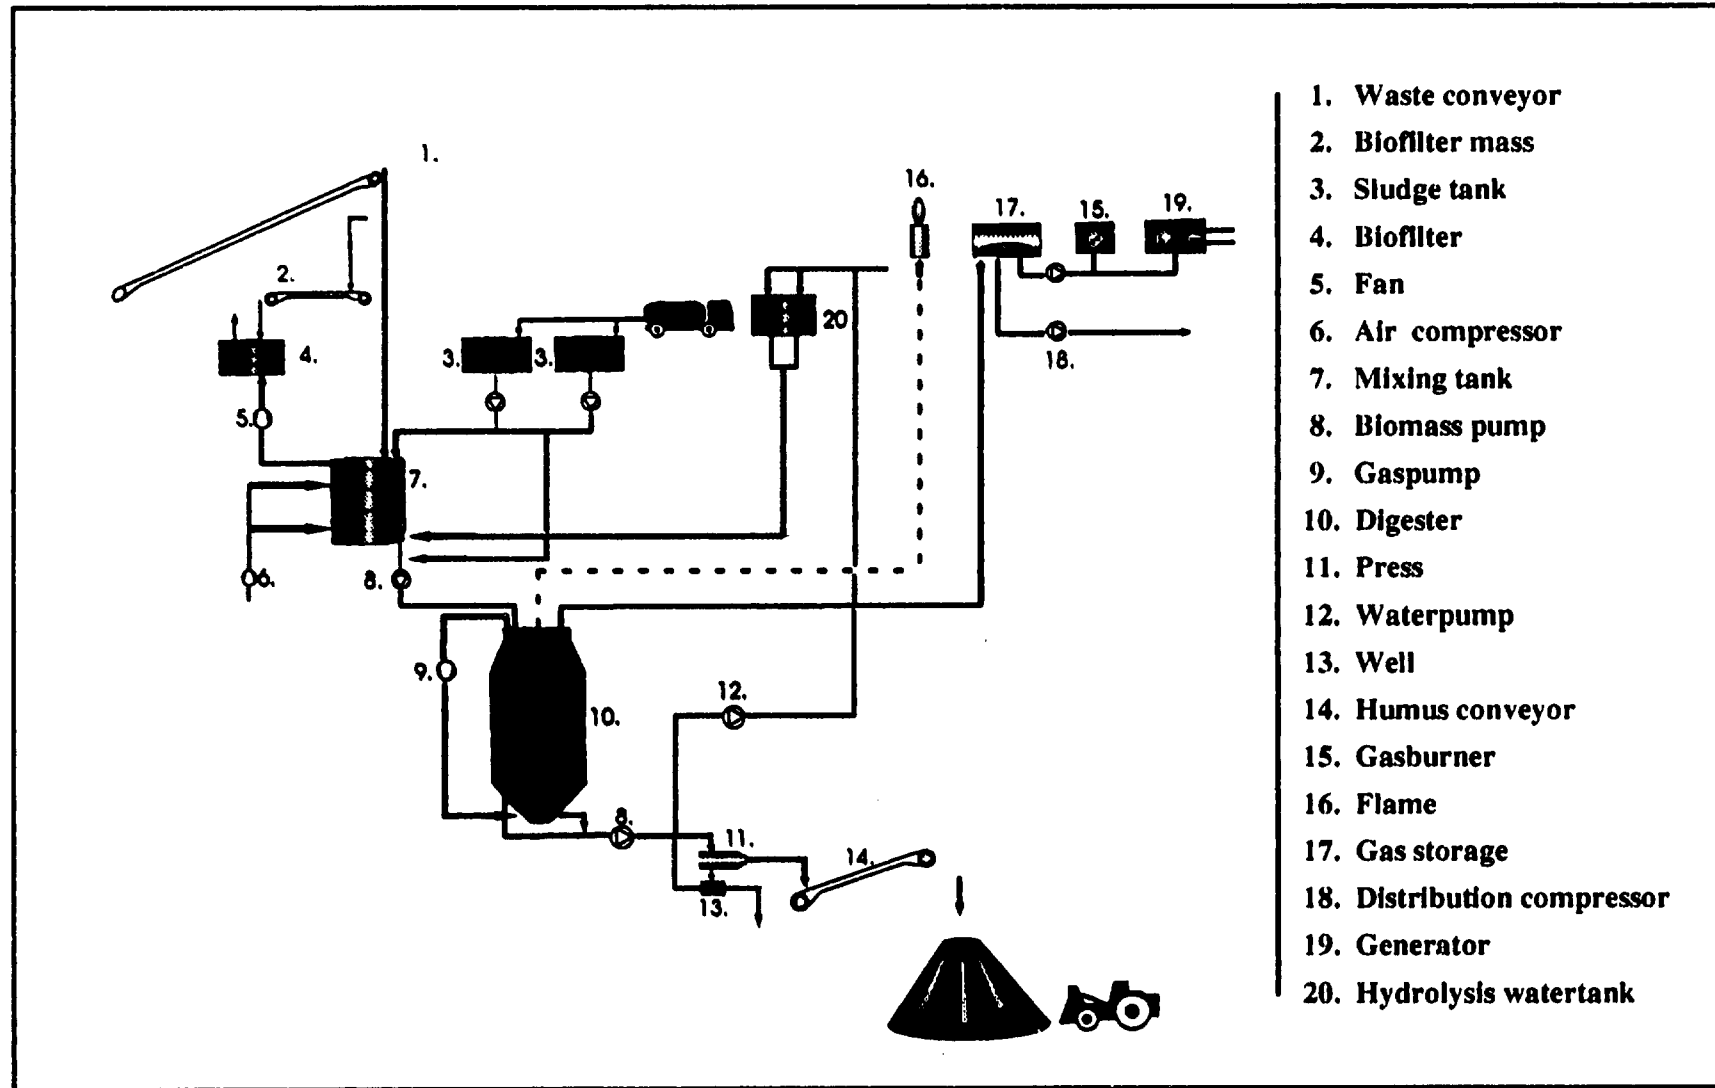 1.
2.
4.
5.
6.
7.
8.
3.
3.
20
16.
17.
15.
19.
18.
9.
10.
12.
8.
11.
13.
14.
1. Waste conveyor
2. Biofilter mass
3. Sludge tank
4. Biofilter
5. Fan
6. Air compressor
7. Mixing tank
8. Biomass pump
9. Gaspump
10. Digester
11. Press
12. Waterpump
13. Well
14. Humus conveyor
15. Gasburner
16. Flame
17. Gas storage
18. Distribution compressor
19. Generator
20. Hydrolysis watertank